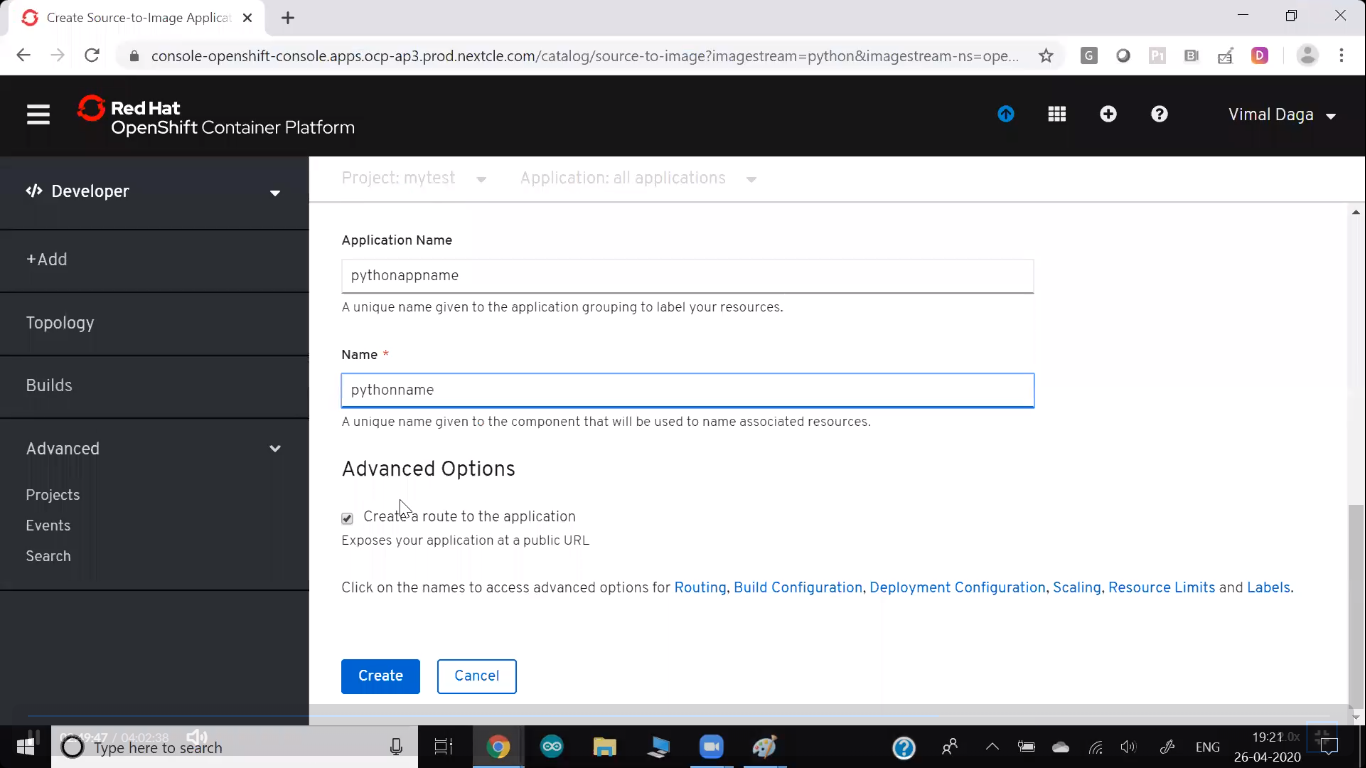 Create Source-to-Image Applicat
console-openshift-console.apps.ocp-ap3.prod.nextcle.com/catalog/source-to-image?imagestream=python&imagestream-ns=ope...
Red Hat
OpenShift Container Platform
Vimal Daga
Developer
Project: mytest
Application: all applications
+Add
Topology
Builds
Advanced
Projects
Events
Search
Application Name
pythonappname
A unique name given to the application grouping to label your resources.
Name *
pythonname
A unique name given to the component that will be used to name associated resources.
Advanced Options
Create a route to the application
Exposes your application at a public URL
Click on the names to access advanced options for Routing, Build Configuration, Deployment Configuration, Scaling, Resource Limits and Labels.
Create
Cancel
Type here to search
ENG
19:21
26-04-2020
2.0x